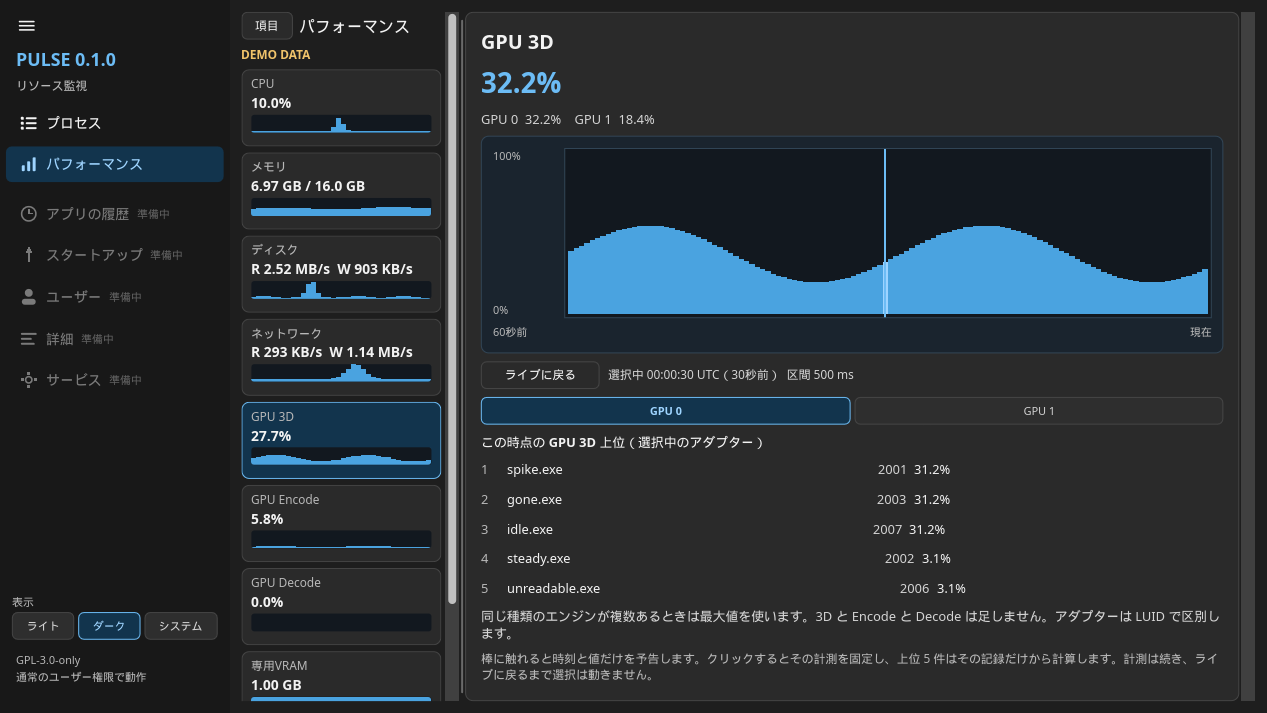 PULSE 0.1.0
リソース監視
プロセス
パフォーマンス
アプリの履歴 準備中
スタートアップ 準備中
ユーザー 準備中
詳細 準備中
サービス 準備中
表示
ライト ダーク システム
GPL-3.0-only
通常のユーザー権限で動作
項目 パフォーマンス
DEMO DATA
CPU
10.0%
メモリ
6.97 GB / 16.0 GB
ディスク
R 2.52 MB/s W 903 KB/s
ネットワーク
R 293 KB/s W 1.14 MB/s
GPU 3D
27.7%
GPU Encode
5.8%
GPU Decode
0.0%
専用VRAM
1.00 GB
GPU 3D
32.2%
GPU 0 32.2% GPU 1 18.4%
100%
0%
60秒前 現在
ライブに戻る 選択中 00:00:30 UTC ( 30秒前 ) 区間 500 ms
GPU 0 GPU 1
この時点の GPU 3D 上位 ( 選択中のアダプター )
1 spike.exe 2001 31.2%
2 gone.exe 2003 31.2%
3 idle.exe 2007 31.2%
4 steady.exe 2002 3.1%
5 unreadable.exe 2006 3.1%
同じ種類のエンジンが複数あるときは最大値を使います。3D と Encode と Decode は足しません。アダプターは LUID で区別し
ます。
棒に触れると時刻と値だけを予告します。クリックするとその計測を固定し、上位 5 件はその記録だけから計算します。計測は続き、ライ
ブに戻るまで選択は動きません。